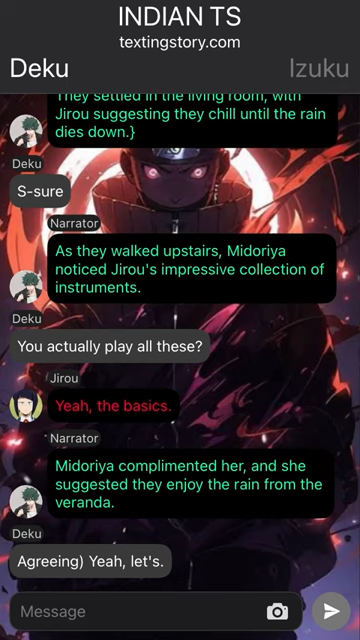 INDIAN TS
textingstory.com
Deku
Izuku
They settled in the living room, with
Jirou suggesting they chill until the rain
dies down.}
Deku
S-sure
Narrator
As they walked upstairs, Midoriya
noticed Jirou's impressive collection of
instruments.
Deku
You actually play all these?
Jirou
Yeah, the basics.
Narrator
Midoriya complimented her, and she
suggested they enjoy the rain from the
veranda.
Deku
Agreeing) Yeah, let's.
Message